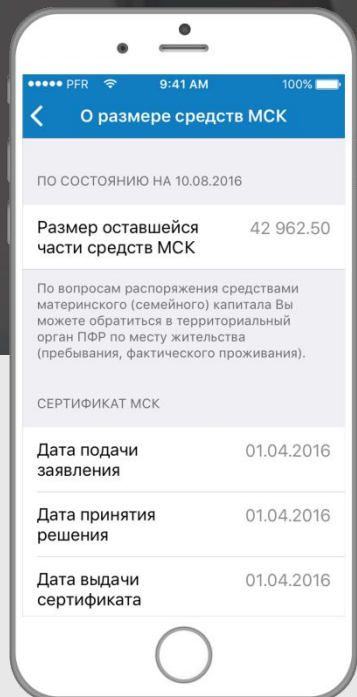 PFR 9:41 AM 100%
О размере средств МСК
ПО СОСТОЯНИЮ НА 10.08.2016
Размер оставшейся 42 962.50
части средств МСК
По вопросам распоряжения средствами
материнского (семейного) капитала Вы
можете обратиться в территориальный
орган ПФР по месту жительства
(пребывания, фактического проживания).
СЕРТИФИКАТ МСК
Дата подачи 01.04.2016
заявления
Дата принятия 01.04.2016
решения
Дата выдачи 01.04.2016
сертификата